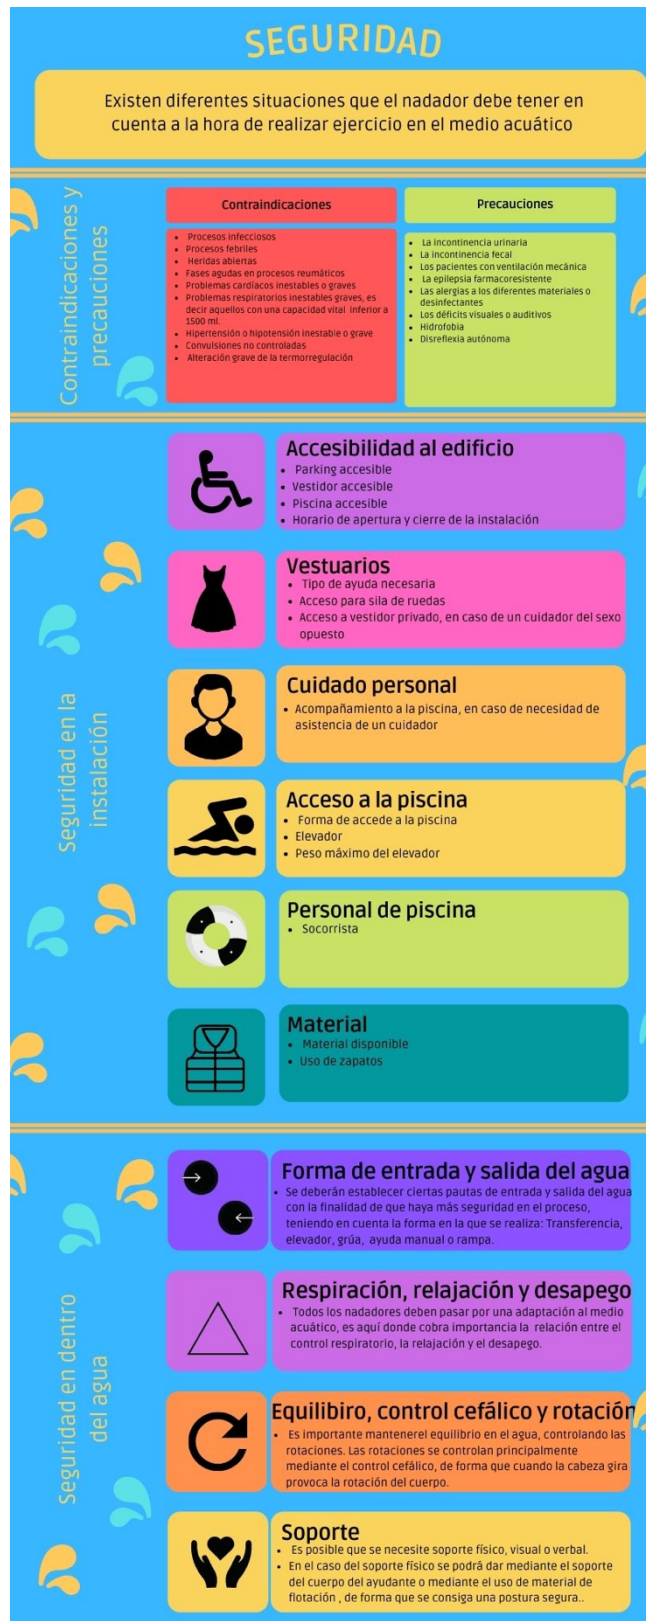 SEGURIDAD
Existen diferentes situaciones que el nadador debe tener en
cuenta a la hora de realizar ejercicio en el medio acuático
Contraindicaciones y
precauciones
Contraindicaciones
• Procesos infecciosos
• Procesos febriles
• Heridas abiertas
• Fases agudas en procesos reumáticos
• Problemas cardíacos inestables o graves
• Problemas respiratorios inestables graves, es
decir aquellos con una capacidad vital inferior a
1500 ml.
• Hipertensión o hipotensión inestable o grave
• Convulsiones no controladas
• Alteración grave de la termorregulación
Precauciones
• La incontinencia urinaria
• La incontinencia fecal
• Los pacientes con ventilación mecánica
• La epilepsia farmacoresistente
• Las alergias a los diferentes materiales o
desinfectantes
• Los déficits visuales o auditivos
• Hidrofobia
• Disreflexia autónoma
Seguridad en la
instalación
Accesibilidad al edificio
• Parking accesible
• Vestidor accesible
• Piscina accesible
• Horario de apertura y cierre de la instalación
Vestuarios
• Tipo de ayuda necesaria
• Acceso para sila de ruedas
• Acceso a vestidor privado, en caso de un cuidador del sexo
opuesto
Cuidado personal
• Acompañamiento a la piscina, en caso de necesidad de
asistencia de un cuidador
Acceso a la piscina
• Forma de accede a la piscina
• Elevador
• Peso máximo del elevador
Personal de piscina
• Socorrista
Material
• Material disponible
• Uso de zapatos
Seguridad en dentro
del agua
Forma de entrada y salida del agua
• Se deberán establecer ciertas pautas de entrada y salida del agua
con la finalidad de que haya más seguridad en el proceso,
teniendo en cuenta la forma en la que se realiza: Transferencia,
elevador, grúa, ayuda manual o rampa.
Respiración, relajación y desapego
• Todos los nadadores deben pasar por una adaptación al medio
acuático, es aquí donde cobra importancia la relación entre el
control respiratorio, la relajación y el desapego.
Equilibiro, control cefálico y rotación
• Es importante mantenerel equilibrio en el agua, controlando las
rotaciones. Las rotaciones se controlan principalmente
mediante el control cefálico, de forma que cuando la cabeza gira
provoca la rotación del cuerpo.
Soporte
• Es posible que se necesite soporte físico, visual o verbal.
• En el caso del soporte físico se podrá dar mediante el soporte
del cuerpo del ayudante o mediante el uso de material de
flotación , de forma que se consiga una postura segura..